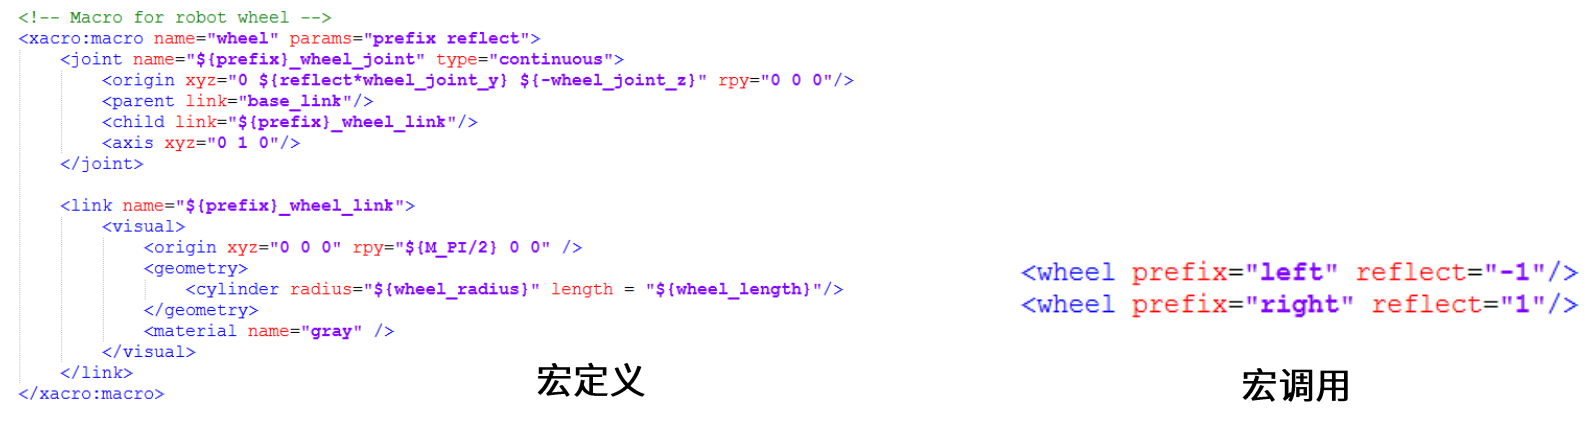 <!-- Macro for robot wheel -->
<xacro:macro name="wheel" params="prefix reflect">
    <joint name="${prefix}_wheel_joint" type="continuous">
        <origin xyz="0 ${reflect*wheel_joint_y} ${-wheel_joint_z}" rpy="0 0 0"/>
        <parent link="base_link"/>
        <child link="${prefix}_wheel_link"/>
        <axis xyz="0 1 0"/>
    </joint>
    <link name="${prefix}_wheel_link">
        <visual>
            <origin xyz="0 0 0" rpy="${M_PI/2} 0 0" />
            <geometry>
                <cylinder radius="${wheel_radius}" length = "${wheel_length}"/>
            </geometry>
            <material name="gray" />
        </visual>
    </link>
</xacro:macro>
宏定义
<wheel prefix="left" reflect="-1"/>
<wheel prefix="right" reflect="1"/>
宏调用